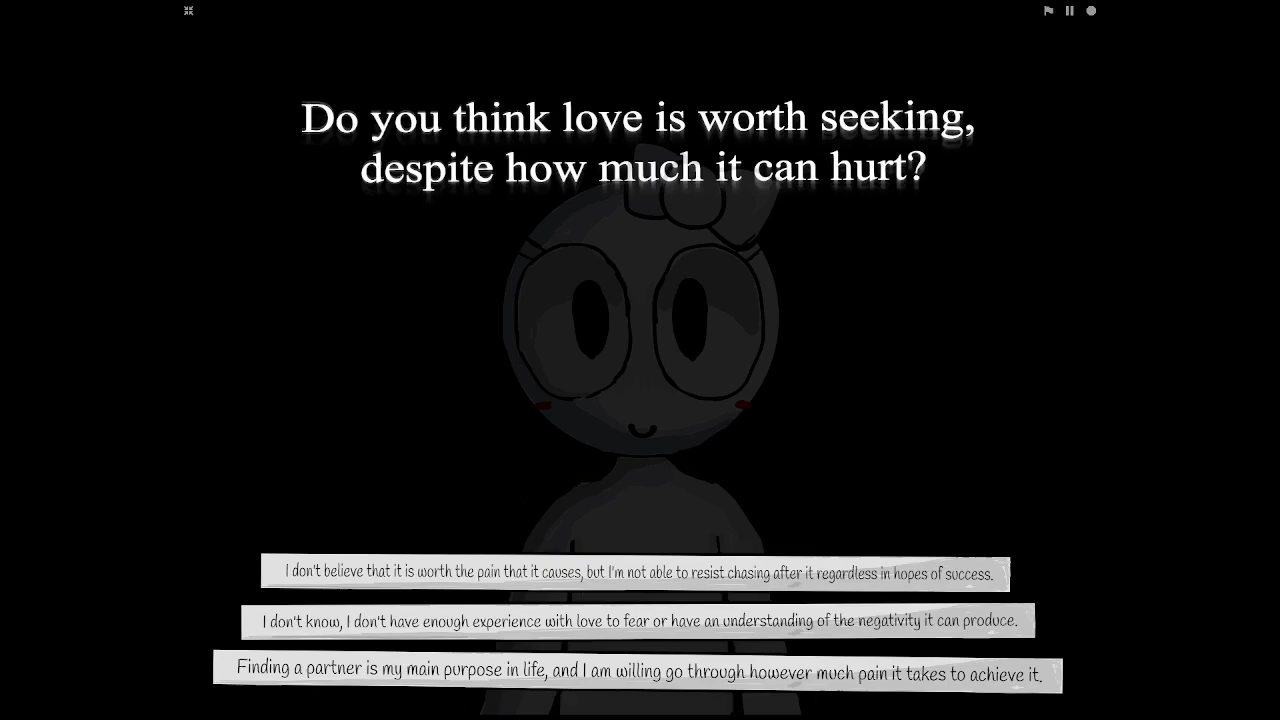 Do you think love is worth seeking,
despite how much it can hurt?
I don't believe that it is worth the pain that it causes, but I'm not able to resist chasing after it regardless in hopes of success.
I don't know, I don't have enough experience with love to fear or have an understanding of the negativity it can produce.
Finding a partner is my main purpose in life, and I am willing go through however much pain it takes to achieve it.